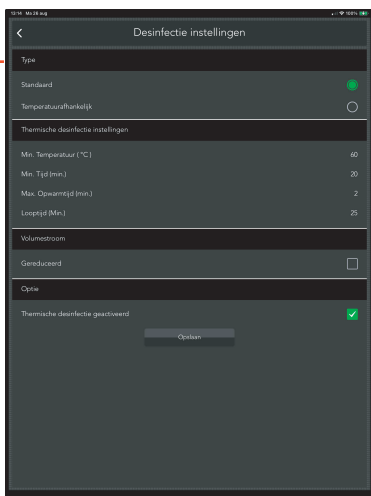 12:14 Ma 26 aug
100%
Desinfectie instellingen
Type
Standaard
Temperatuurafhankelijk
Thermische desinfectie instellingen
Min. Temperatuur ( °C ) 60
Min. Tijd (min.) 20
Max. Opwarmtijd (min.) 2
Looptijd (Min.) 25
Volumestroom
Gereduceerd
Optie
Thermische desinfectie geactiveerd
Opslaan